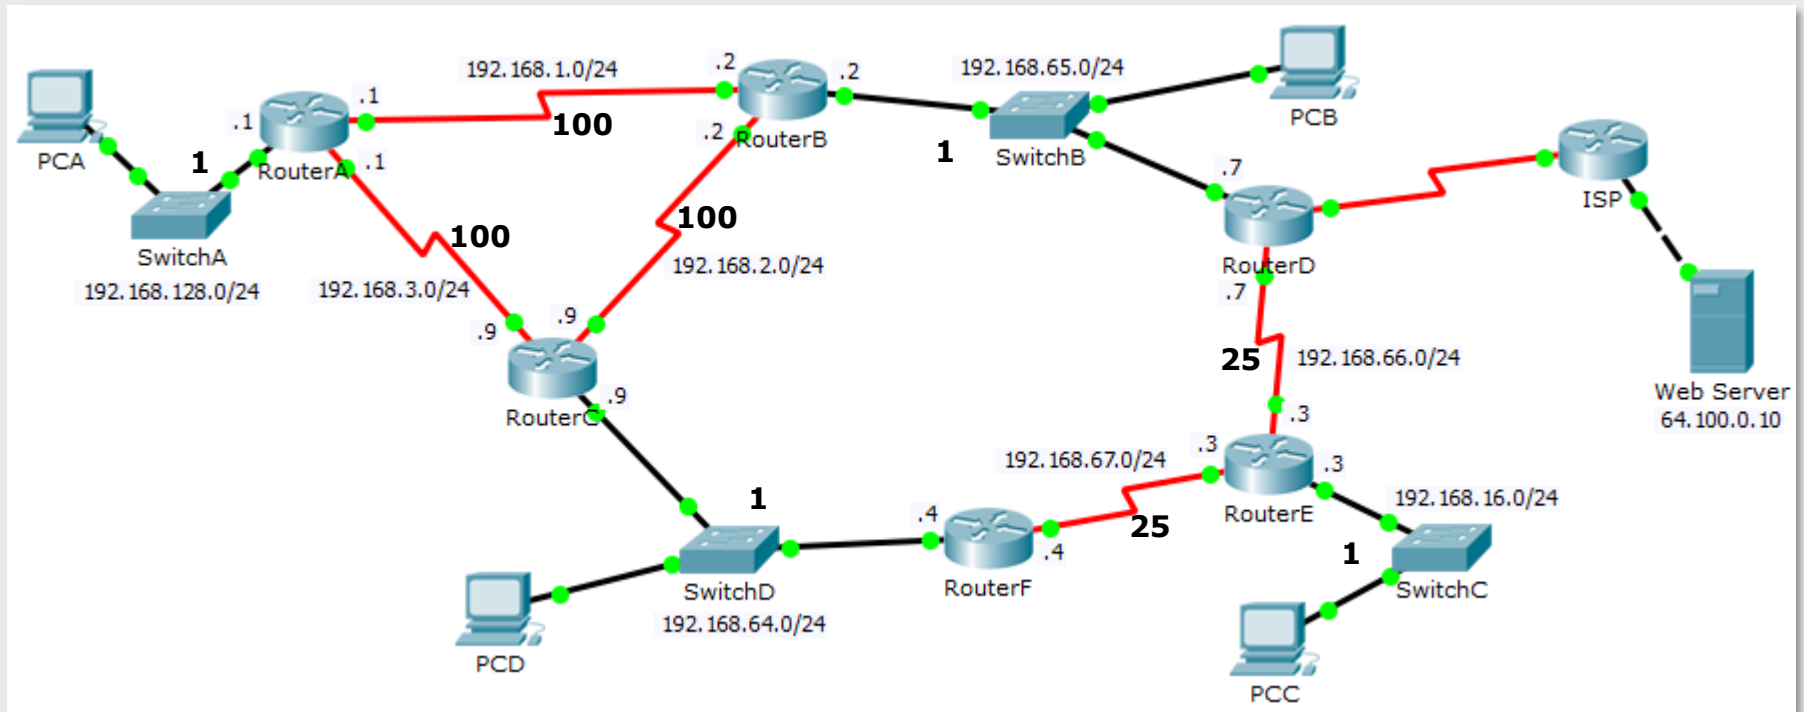 192.168.1.0/24
.2
.2
192.168.65.0/24
PCB
.1
.1
100
RouterB
PCA
1
RouterA
.1
.2
1
SwitchB
.7
ISP
SwitchA
192.168.128.0/24
100
100
192.168.3.0/24
192.168.2.0/24
RouterD
.7
.9
.9
25
192.168.66.0/24
RouterC
.9
.3
Web Server
64.100.0.10
192.168.67.0/24
.3
.3
192.168.16.0/24
RouterE
1
.4
25
.4
RouterF
1
SwitchC
SwitchD
192.168.64.0/24
PCD
PCC